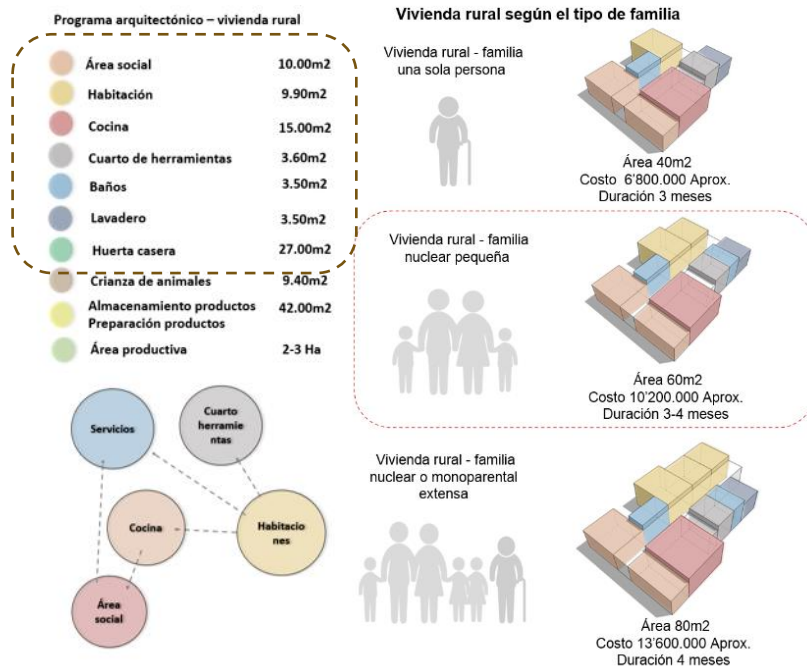 Programa arquitectónico – vivienda rural
Área social 10.00m2
Habitación 9.90m2
Cocina 15.00m2
Cuarto de herramientas 3.60m2
Baños 3.50m2
Lavadero 3.50m2
Huerta casera 27.00m2
Crianza de animales 9.40m2
Almacenamiento productos 42.00m2
Preparación productos
Área productiva 2-3 Ha
Servicios
Cuarto
herramie
ntas
Cocina
Habitacio
nes
Área
social
Vivienda rural según el tipo de familia
Vivienda rural - familia
una sola persona
Área 40m2
Costo 6'800.000 Aprox.
Duración 3 meses
Vivienda rural - familia
nuclear pequeña
Área 60m2
Costo 10'200.000 Aprox.
Duración 3-4 meses
Vivienda rural - familia
nuclear o monoparental
extensa
Área 80m2
Costo 13'600.000 Aprox.
Duración 4 meses